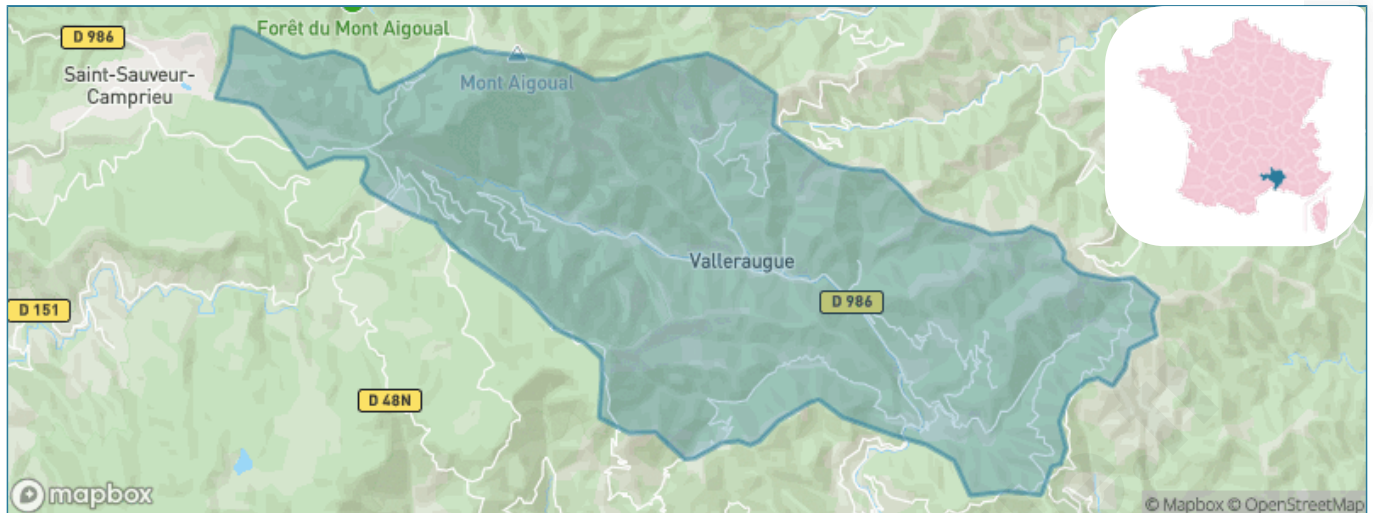 D 986
Forêt du Mont Aigoual
Saint-Sauveur-
Camprieu
Mont Aigoual
Valleraugue
D 986
D 151
D 48N
mapbox
© Mapbox © OpenStreetMap